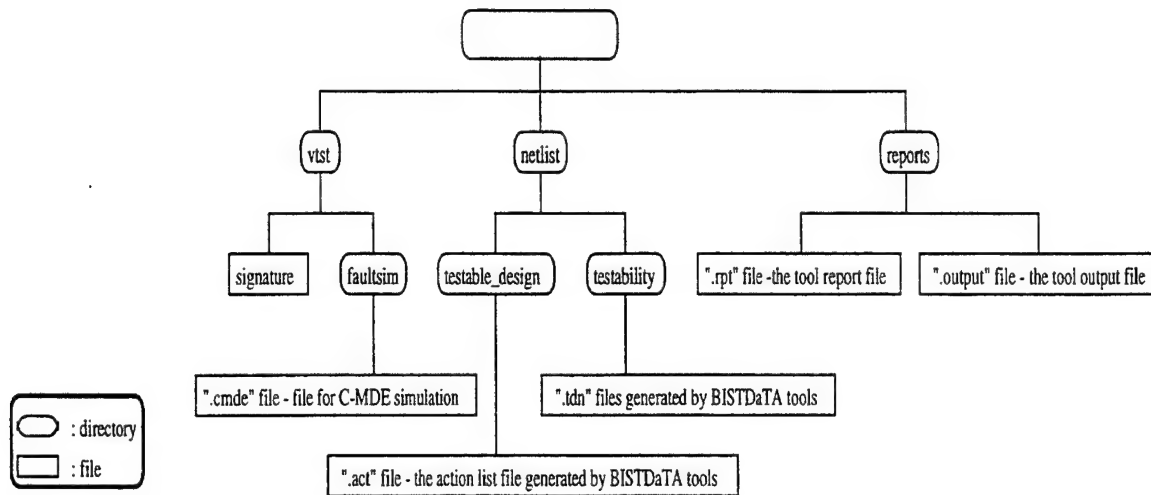 vtst
netlist
reports
signature
faultsim
testable_design
testability
".rpt" file -the tool report file
".output" file - the tool output file
".cmde" file - file for C-MDE simulation
".tdn" files generated by BISTDaTA tools
: directory
: file
".act" file - the action list file generated by BISTDaTA tools